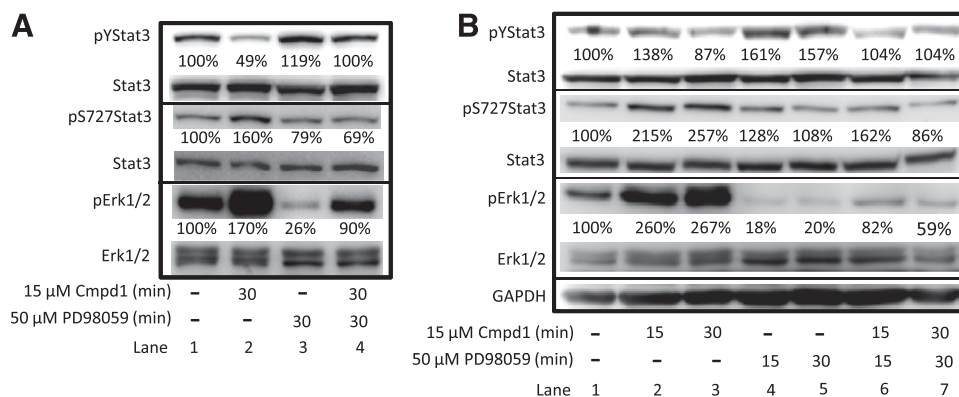 A
pYStat3
100% 49% 119% 100%
Stat3
pS727Stat3
100% 160% 79% 69%
Stat3
pErk1/2
100% 170% 26% 90%
Erk1/2
15 µM Cmpd1 (min) – 30 – 30
50 µM PD98059 (min) – – 30 30
Lane 1 2 3 4
B
pYStat3
100% 138% 87% 161% 157% 104% 104%
Stat3
pS727Stat3
100% 215% 257% 128% 108% 162% 86%
Stat3
pErk1/2
100% 260% 267% 18% 20% 82% 59%
Erk1/2
GAPDH
15 µM Cmpd1 (min) – 15 30 – – 15 30
50 µM PD98059 (min) – – – 15 30 15 30
Lane 1 2 3 4 5 6 7